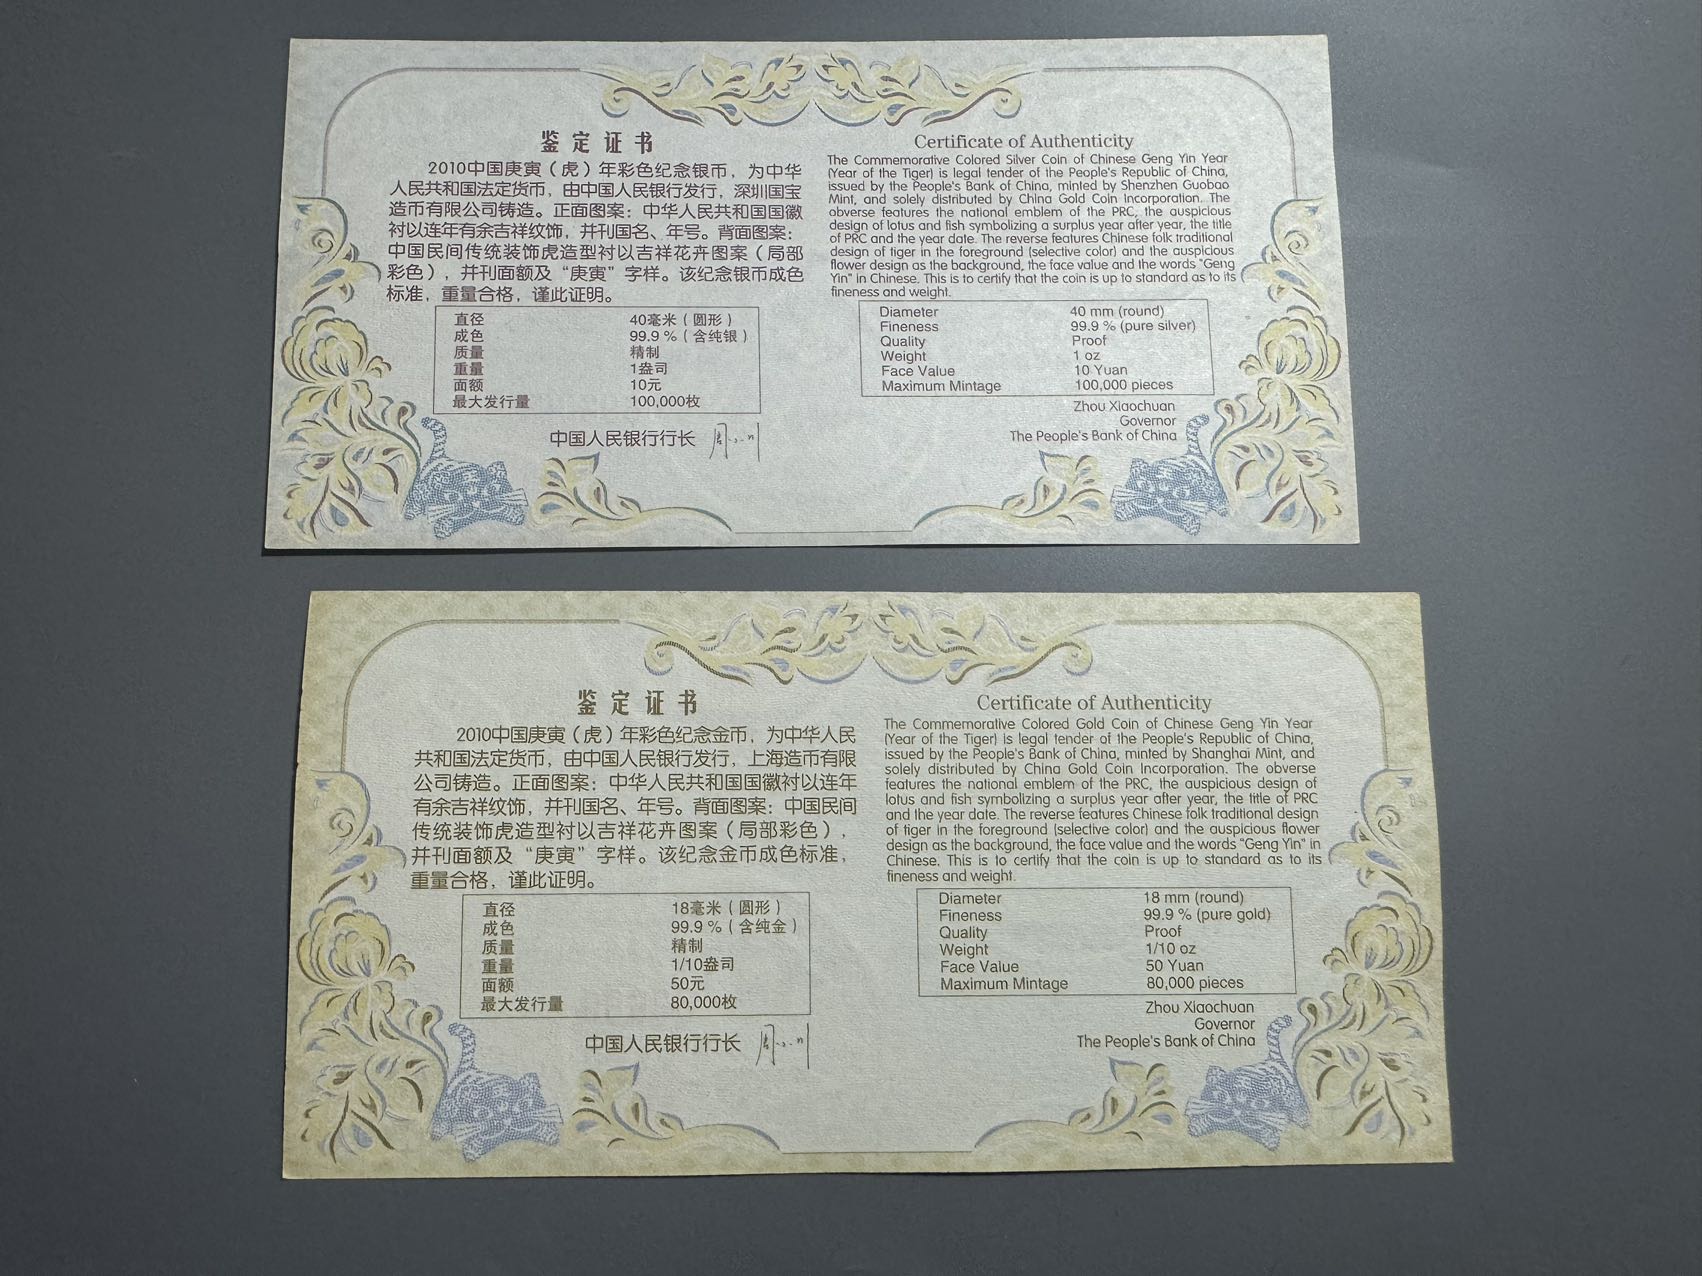 鉴定证书
2010中国庚寅（虎）年彩色纪念银币，为中华
人民共和国法定货币，由中国人民银行发行，深圳国宝
造币有限公司铸造。正面图案：中华人民共和国国徽
衬以连年有余吉祥纹饰，并刊国名、年号。背面图案：
中国民间传统装饰虎造型衬以吉祥花卉图案（局部
彩色），并刊面额及“庚寅”字样。该纪念银币成色
标准，重量合格，谨此证明。
直径 40毫米（圆形）
成色 99.9%（含纯银）
质量 精制
重量 1盎司
面额 10元
最大发行量 100,000枚
中国人民银行行长
Certificate of Authenticity
The Commemorative Colored Silver Coin of Chinese Geng Yin Year
(Year of the Tiger) is legal tender of the People's Republic of China,
issued by the People's Bank of China, minted by Shenzhen Guobao
Mint, and solely distributed by China Gold Coin Incorporation. The
obverse features the national emblem of the PRC, the auspicious
design of lotus and fish symbolizing a surplus year after year, the title
of PRC and the year date. The reverse features Chinese folk traditional
design of tiger in the foreground (selective color) and the auspicious
flower design as the background, the face value and the words "Geng
Yin" in Chinese. This is to certify that the coin is up to standard as to its
fineness and weight.
Diameter 40 mm (round)
Fineness 99.9 % (pure silver)
Quality Proof
Weight 1 oz
Face Value 10 Yuan
Maximum Mintage 100,000 pieces
Zhou Xiaochuan
Governor
The People's Bank of China
鉴定证书
2010中国庚寅（虎）年彩色纪念金币，为中华人民
共和国法定货币，由中国人民银行发行，上海造币有限
公司铸造。正面图案：中华人民共和国国徽衬以连年
有余吉祥纹饰，并刊国名、年号。背面图案：中国民间
传统装饰虎造型衬以吉祥花卉图案（局部彩色），
并刊面额及“庚寅”字样。该纪念金币成色标准，
重量合格，谨此证明。
直径 18毫米（圆形）
成色 99.9%（含纯金）
质量 精制
重量 1/10盎司
面额 50元
最大发行量 80,000枚
中国人民银行行长
Certificate of Authenticity
The Commemorative Colored Gold Coin of Chinese Geng Yin Year
(Year of the Tiger) is legal tender of the People's Republic of China,
issued by the People's Bank of China, minted by Shanghai Mint, and
solely distributed by China Gold Coin Incorporation. The obverse
features the national emblem of the PRC, the auspicious design of
lotus and fish symbolizing a surplus year after year, the title of PRC
and the year date. The reverse features Chinese folk traditional design
of tiger in the foreground (selective color) and the auspicious flower
design as the background, the face value and the words "Geng Yin" in
Chinese. This is to certify that the coin is up to standard as to its
fineness and weight.
Diameter 18 mm (round)
Fineness 99.9 % (pure gold)
Quality Proof
Weight 1/10 oz
Face Value 50 Yuan
Maximum Mintage 80,000 pieces
Zhou Xiaochuan
Governor
The People's Bank of China